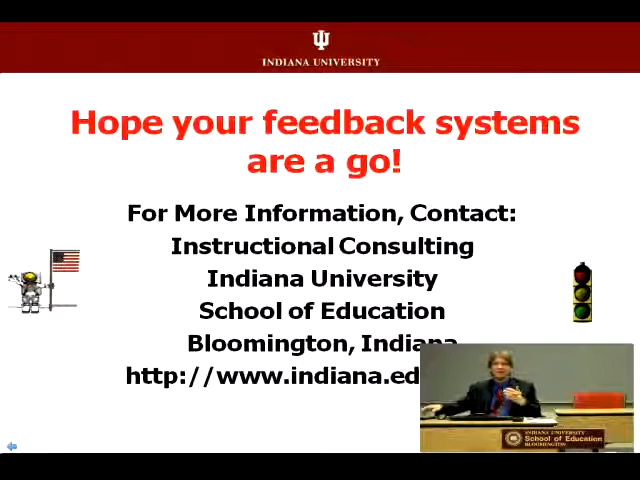 INDIANA UNIVERSITY
Hope your feedback systems
are a go!
For More Information, Contact:
Instructional Consulting
Indiana University
School of Education
Bloomington, Indiana
http://www.indiana.ed
INDIANA UNIVERSITY
School of Education
BLOOMINGTON